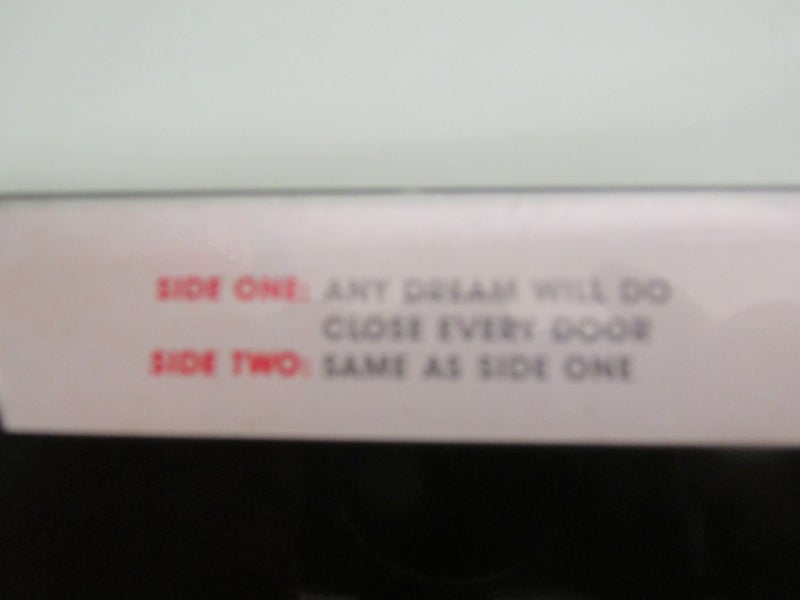 SIDE ONE: ANY DREAM WILL DO
CLOSE EVERY DOOR
SIDE TWO: SAME AS SIDE ONE